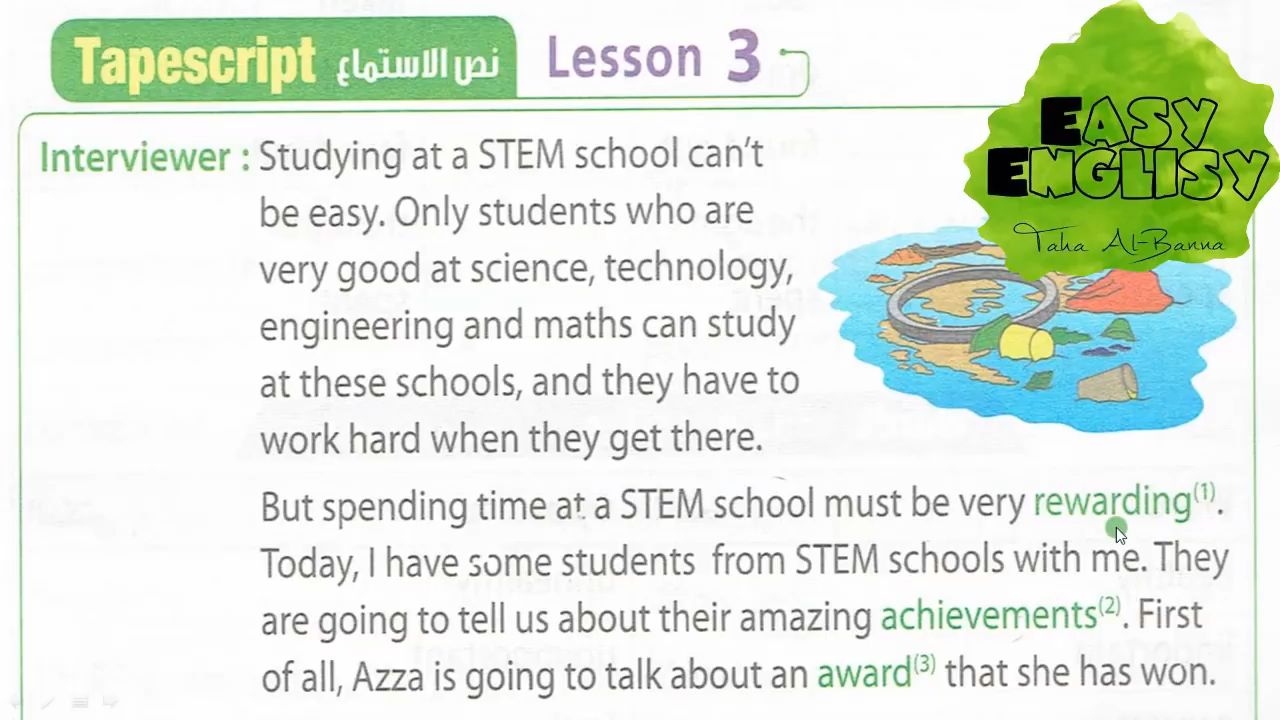 Tapescript نص الاستماع Lesson 3
EASY
ENGLISY
Taha Al-Banna
Interviewer : Studying at a STEM school can't
be easy. Only students who are
very good at science, technology,
engineering and maths can study
at these schools, and they have to
work hard when they get there.
But spending time at a STEM school must be very rewarding(1).
Today, I have some students from STEM schools with me. They
are going to tell us about their amazing achievements(2). First
of all, Azza is going to talk about an award(3) that she has won.